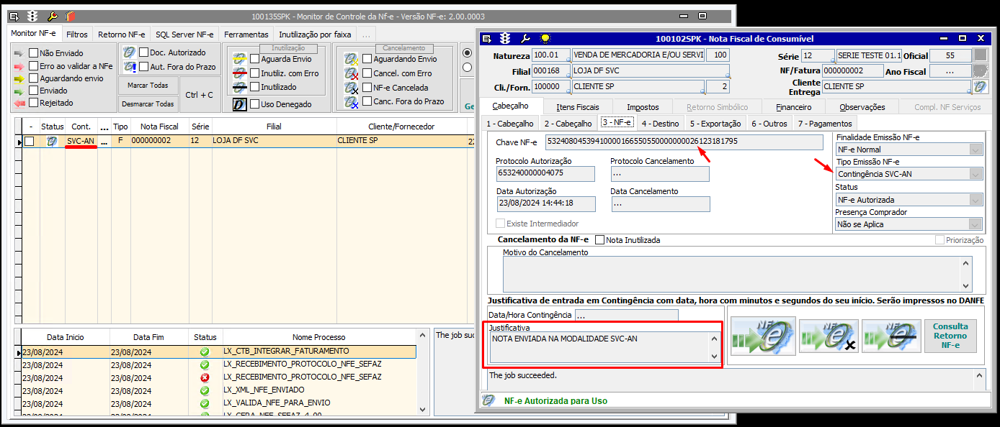 100135SPK - Monitor de Controle da Nf-e - Versão NF-e: 2.00.0003
Monitor NF-e
Filtros
Retorno NF-e
SQL Server NF-e
Ferramentas
Inutilização por faixa
...
Não Enviado
Erro ao validar a NFe
Aguardando envio
Enviado
Rejeitado
Doc. Autorizado
Aut. Fora do Prazo
Marcar Todas
Desmarcar Todas
Ctrl + C
Inutilização
Aguarda Envio
Inutiliz. com Erro
Inutilizado
Uso Denegado
Cancelamento
Aguardando Envio
Cancel. com Erro
NF-e Cancelada
Canc. Fora do Prazo
Ge
- Status Cont. ... Tipo Nota Fiscal Série Filial Cliente/Fornecedor
SVC-AN ... F 000000002 12 LOJA DF SVC CLIENTE SP 22
Data Inicio Data Fim Status Nome Processo
23/08/2024 23/08/2024 LX_CTB_INTEGRAR_FATURAMENTO
23/08/2024 23/08/2024 LX_RECEBIMENTO_PROTOCOLO_NFE_SEFAZ
23/08/2024 23/08/2024 LX_RECEBIMENTO_PROTOCOLO_NFE_SEFAZ
23/08/2024 23/08/2024 LX_XML_NFE_ENVIADO
23/08/2024 23/08/2024 LX_VALIDA_NFE_PARA_ENVIO
23/08/2024 23/08/2024 LX_GERA_NFE_SEFAZ_4_00
The job suc
100102SPK - Nota Fiscal de Consumível
Natureza 100.01 VENDA DE MERCADORIA E/OU SERVI 100 Série 12 SERIE TESTE 01.1 Oficial 55
Filial 000168 LOJA DF SVC NF/Fatura 000000002 Ano Fiscal ...
Cli./Forn. 100000 CLIENTE SP 2 Cliente Entrega CLIENTE SP
Cabeçalho
Itens Fiscais
Impostos
Retorno Simbólico
Financeiro
Observações
Compl. NF Serviços
1 - Cabeçalho
2 - Cabeçalho
3 - NF-e
4 - Destino
5 - Exportação
6 - Outros
7 - Pagamentos
Chave NF-e 53240804539410000166550550000000026123181795
Protocolo Autorização
653240000004075
Protocolo Cancelamento
...
Data Autorização
23/08/2024 14:44:18
Data Cancelamento
...
Existe Intermediador
Finalidade Emissão NF-e
NF-e Normal
Tipo Emissão NF-e
Contingência SVC-AN
Status
NF-e Autorizada
Presença Comprador
Não se Aplica
Cancelamento da NF-e
Nota Inutilizada
Priorização
Motivo do Cancelamento
Justificativa de entrada em Contingência com data, hora com minutos e segundos do seu início. Serão impressos no DANFE
Data/Hora Contingência ...
Justificativa
NOTA ENVIADA NA MODALIDADE SVC-AN
Consulta
Retorno
NF-e
The job succeeded.
NF-e Autorizada para Uso